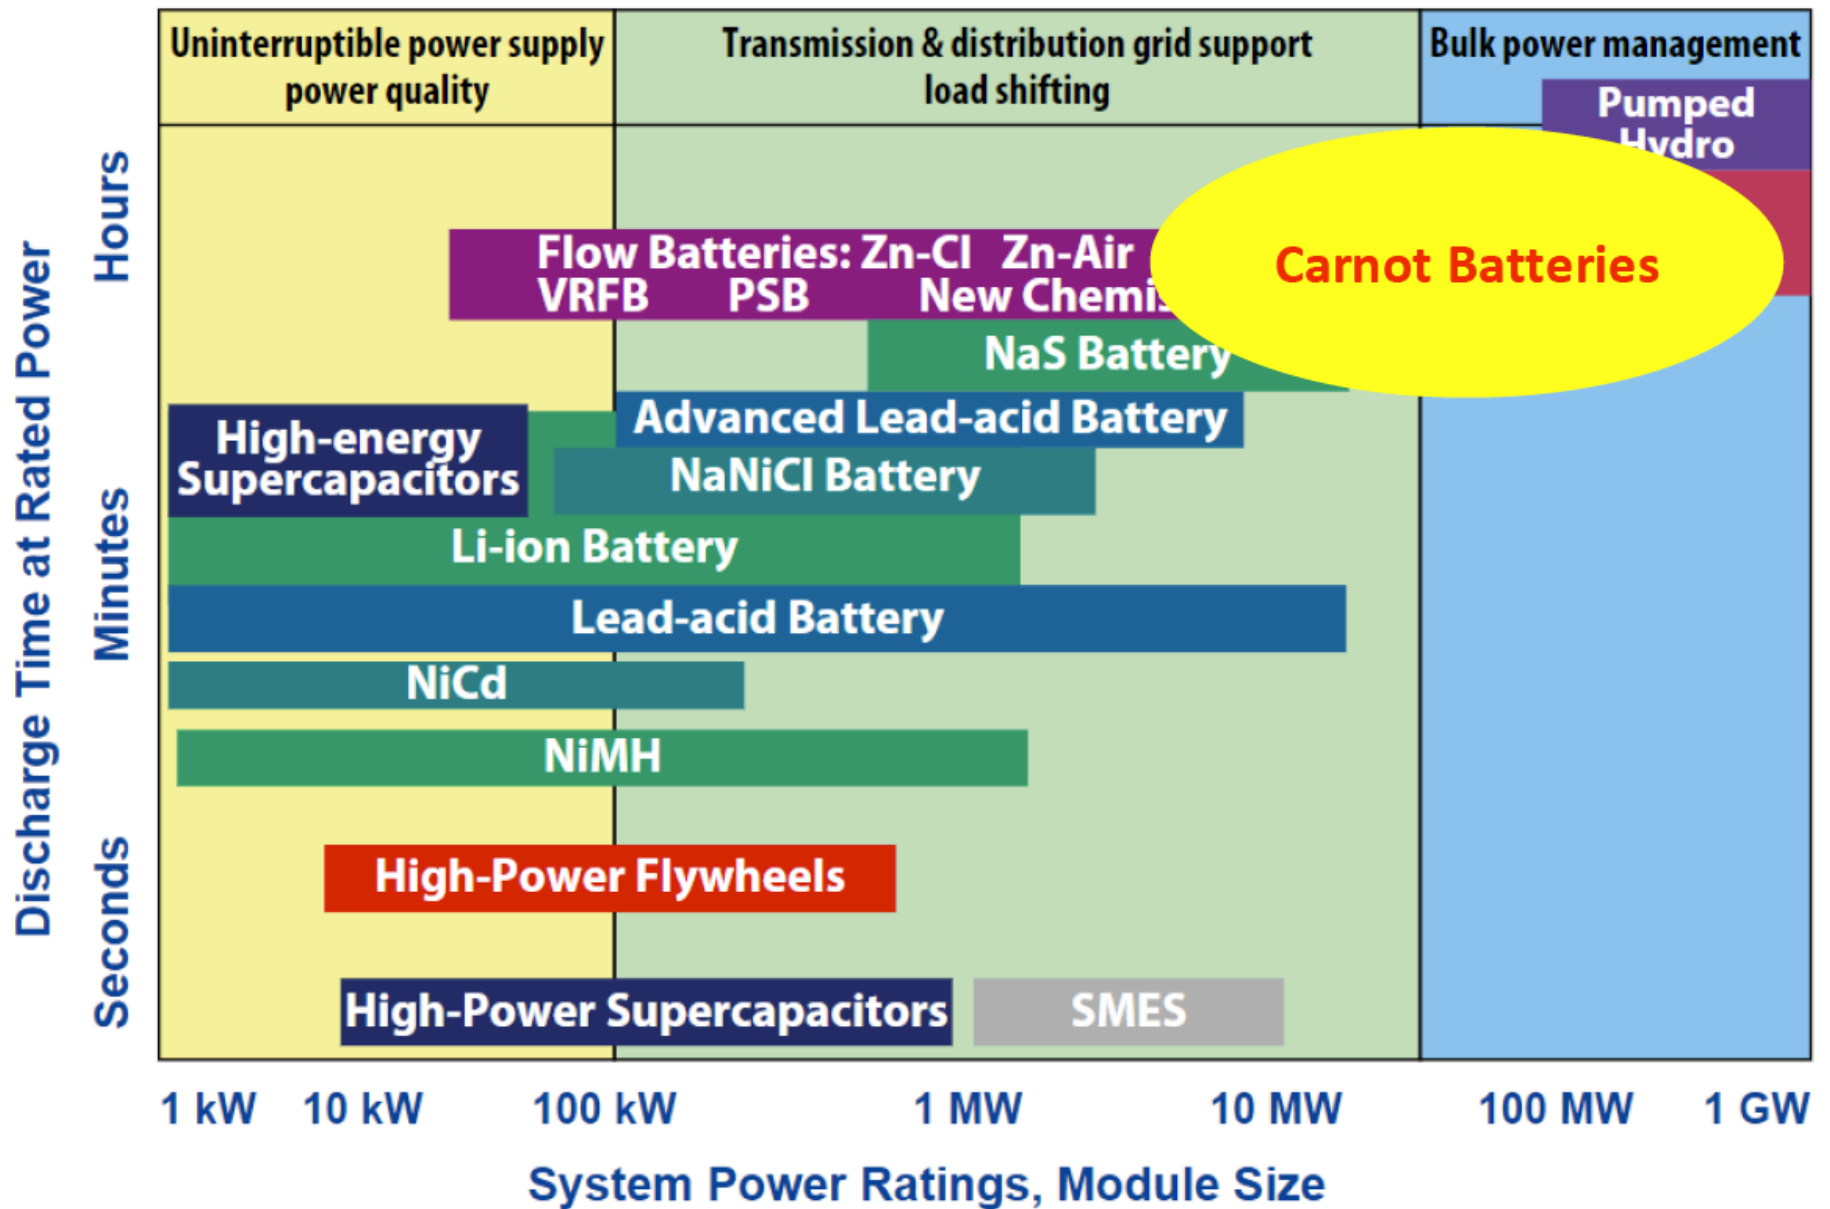 Uninterruptible power supply
power quality
Transmission & distribution grid support
load shifting
Bulk power management
Pumped
Hydro
Carnot Batteries
Flow Batteries: Zn-Cl Zn-Air
VRFB PSB New Chemis
NaS Battery
Advanced Lead-acid Battery
High-energy
Supercapacitors
NaNiCl Battery
Li-ion Battery
Lead-acid Battery
NiCd
NiMH
High-Power Flywheels
High-Power Supercapacitors
SMES
Discharge Time at Rated Power
Hours
Minutes
Seconds
1 kW 10 kW 100 kW 1 MW 10 MW 100 MW 1 GW
System Power Ratings, Module Size